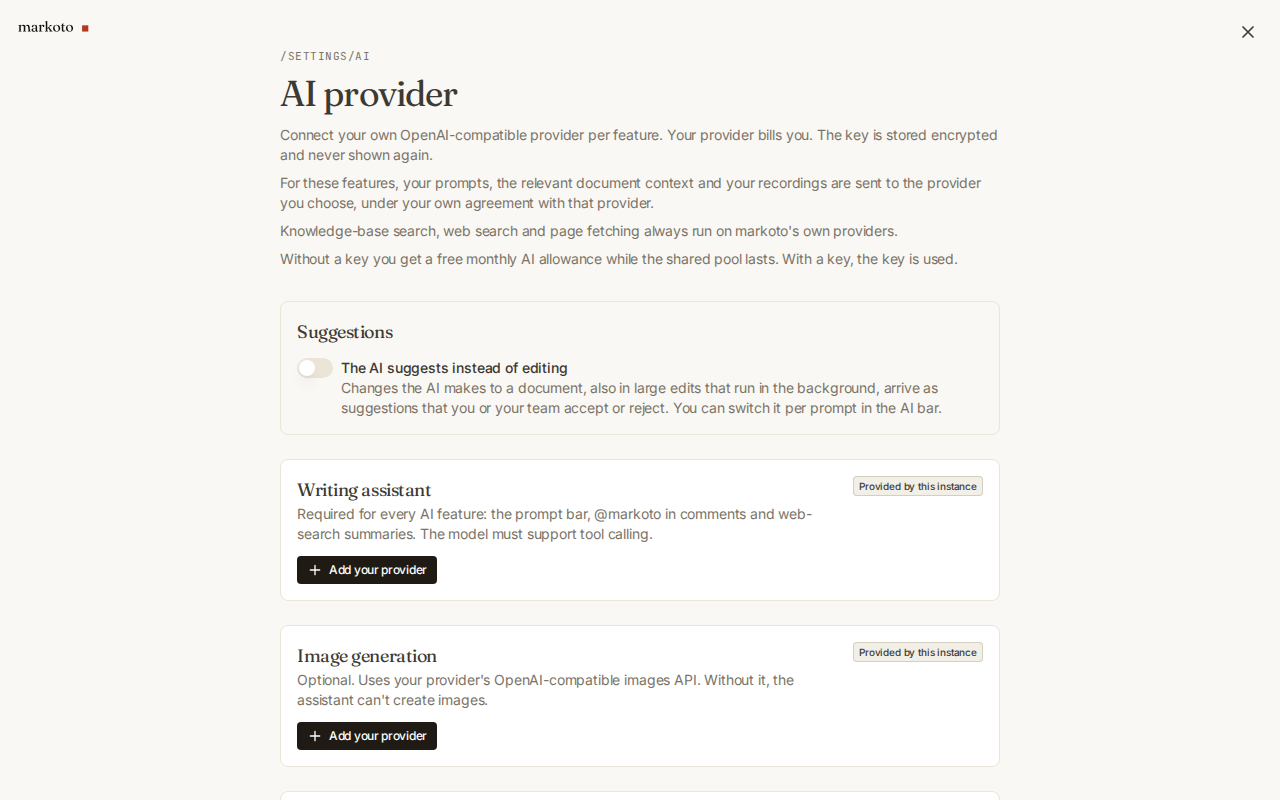 markoto
/SETTINGS/AI
AI provider
Connect your own OpenAI-compatible provider per feature. Your provider bills you. The key is stored encrypted
and never shown again.
For these features, your prompts, the relevant document context and your recordings are sent to the provider
you choose, under your own agreement with that provider.
Knowledge-base search, web search and page fetching always run on markoto's own providers.
Without a key you get a free monthly AI allowance while the shared pool lasts. With a key, the key is used.
Suggestions
The AI suggests instead of editing
Changes the AI makes to a document, also in large edits that run in the background, arrive as
suggestions that you or your team accept or reject. You can switch it per prompt in the AI bar.
Writing assistant
Provided by this instance
Required for every AI feature: the prompt bar, @markoto in comments and web-
search summaries. The model must support tool calling.
Add your provider
Image generation
Provided by this instance
Optional. Uses your provider's OpenAI-compatible images API. Without it, the
assistant can't create images.
Add your provider